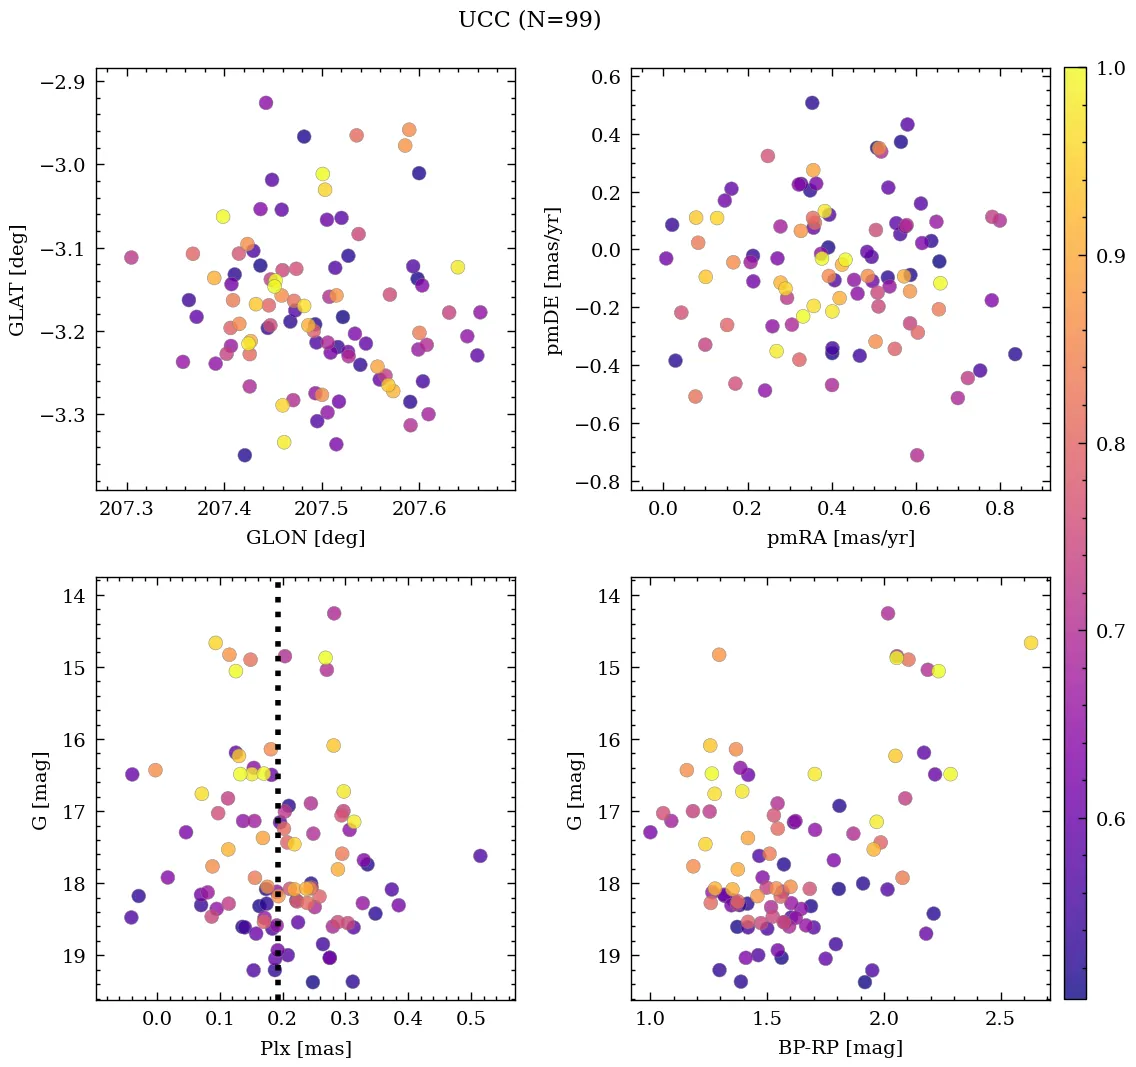 UCC (N=99)
−2.9
−3.0
−3.1
−3.2
−3.3
GLAT [deg]
207.3 207.4 207.5 207.6
GLON [deg]
0.6
0.4
0.2
0.0
−0.2
−0.4
−0.6
−0.8
pmDE [mas/yr]
0.0 0.2 0.4 0.6 0.8
pmRA [mas/yr]
1.0
0.9
0.8
0.7
0.6
14
15
16
17
18
19
G [mag]
0.0 0.1 0.2 0.3 0.4 0.5
Plx [mas]
14
15
16
17
18
19
G [mag]
1.0 1.5 2.0 2.5
BP-RP [mag]